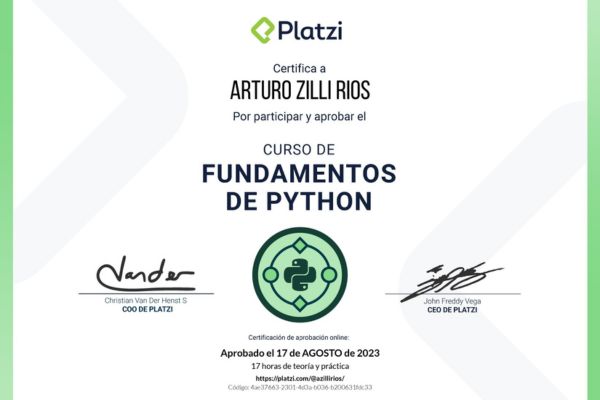 Platzi
Certifica a
ARTURO ZILLI RIOS
Por participar y aprobar el
CURSO DE
FUNDAMENTOS
DE PYTHON
Vander
Christian Van Der Henst S
COO DE PLATZI
John Freddy Vega
CEO DE PLATZI
Certificación de aprobación online:
Aprobado el 17 de AGOSTO de 2023
17 horas de teoría y práctica
https://platzi.com/@azillirios/
Código: